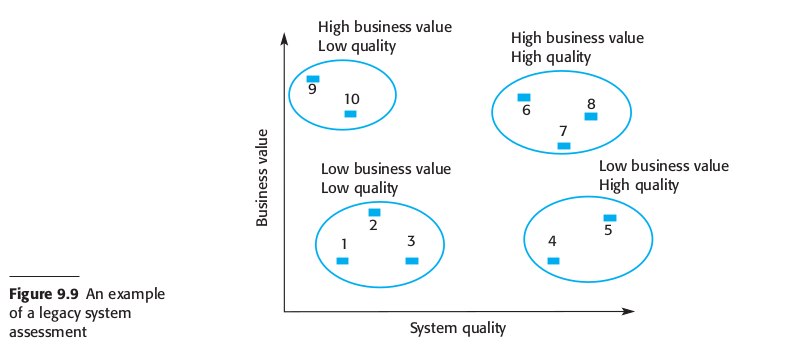 High business value
Low quality
9
10
High business value
High quality
6
8
7
Low business value
Low quality
2
1
3
Low business value
High quality
5
4
Business value
System quality
Figure 9.9 An example
of a legacy system
assessment